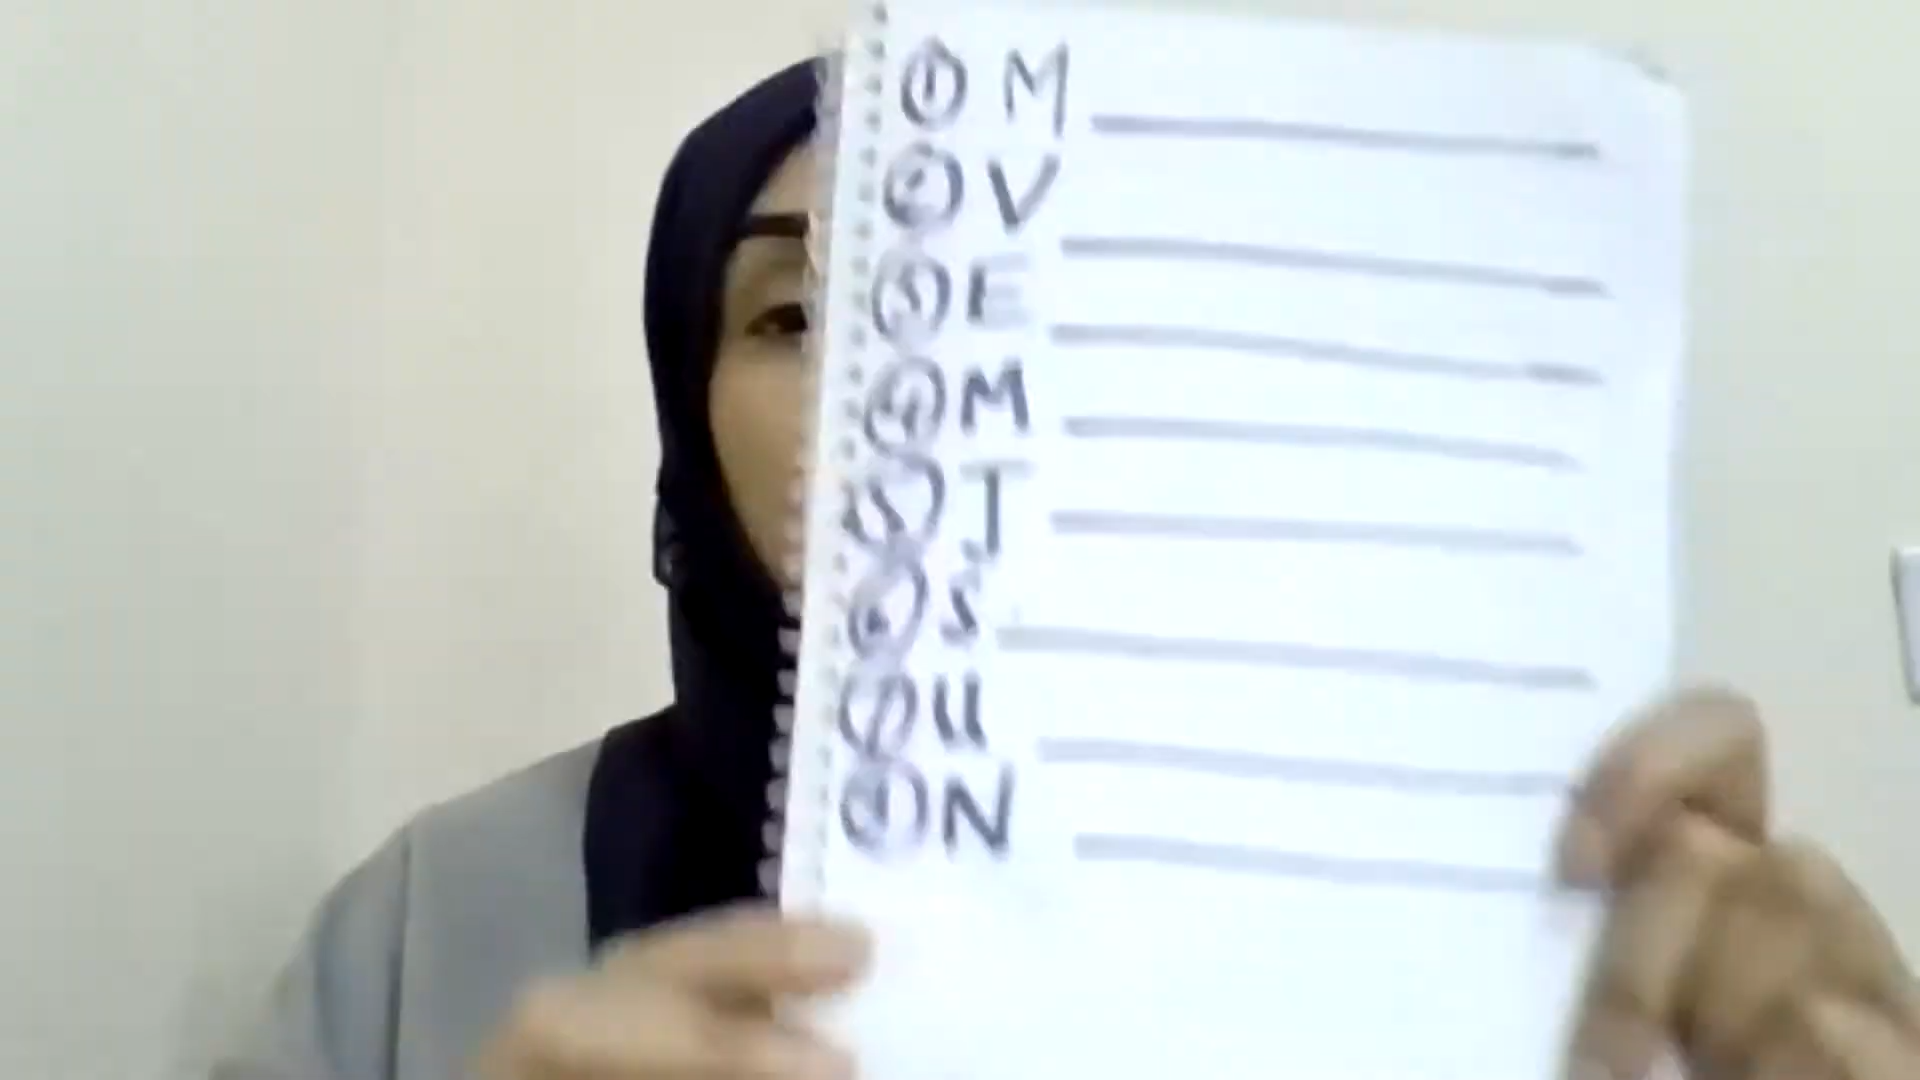 ① M
② V
③ E
④ M
⑤ J
⑥ S
⑦ U
⑧ N